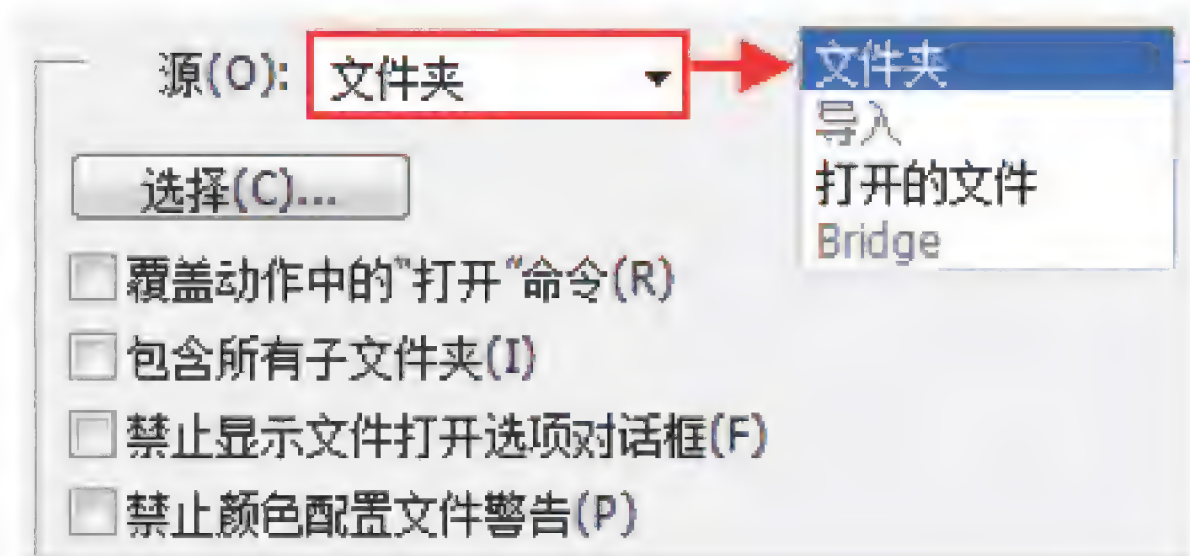 源(O): 文件夹
文件夹
导入
打开的文件
Bridge
选择(C)...
覆盖动作中的"打开"命令(R)
包含所有子文件夹(I)
禁止显示文件打开选项对话框(F)
禁止颜色配置文件警告(P)